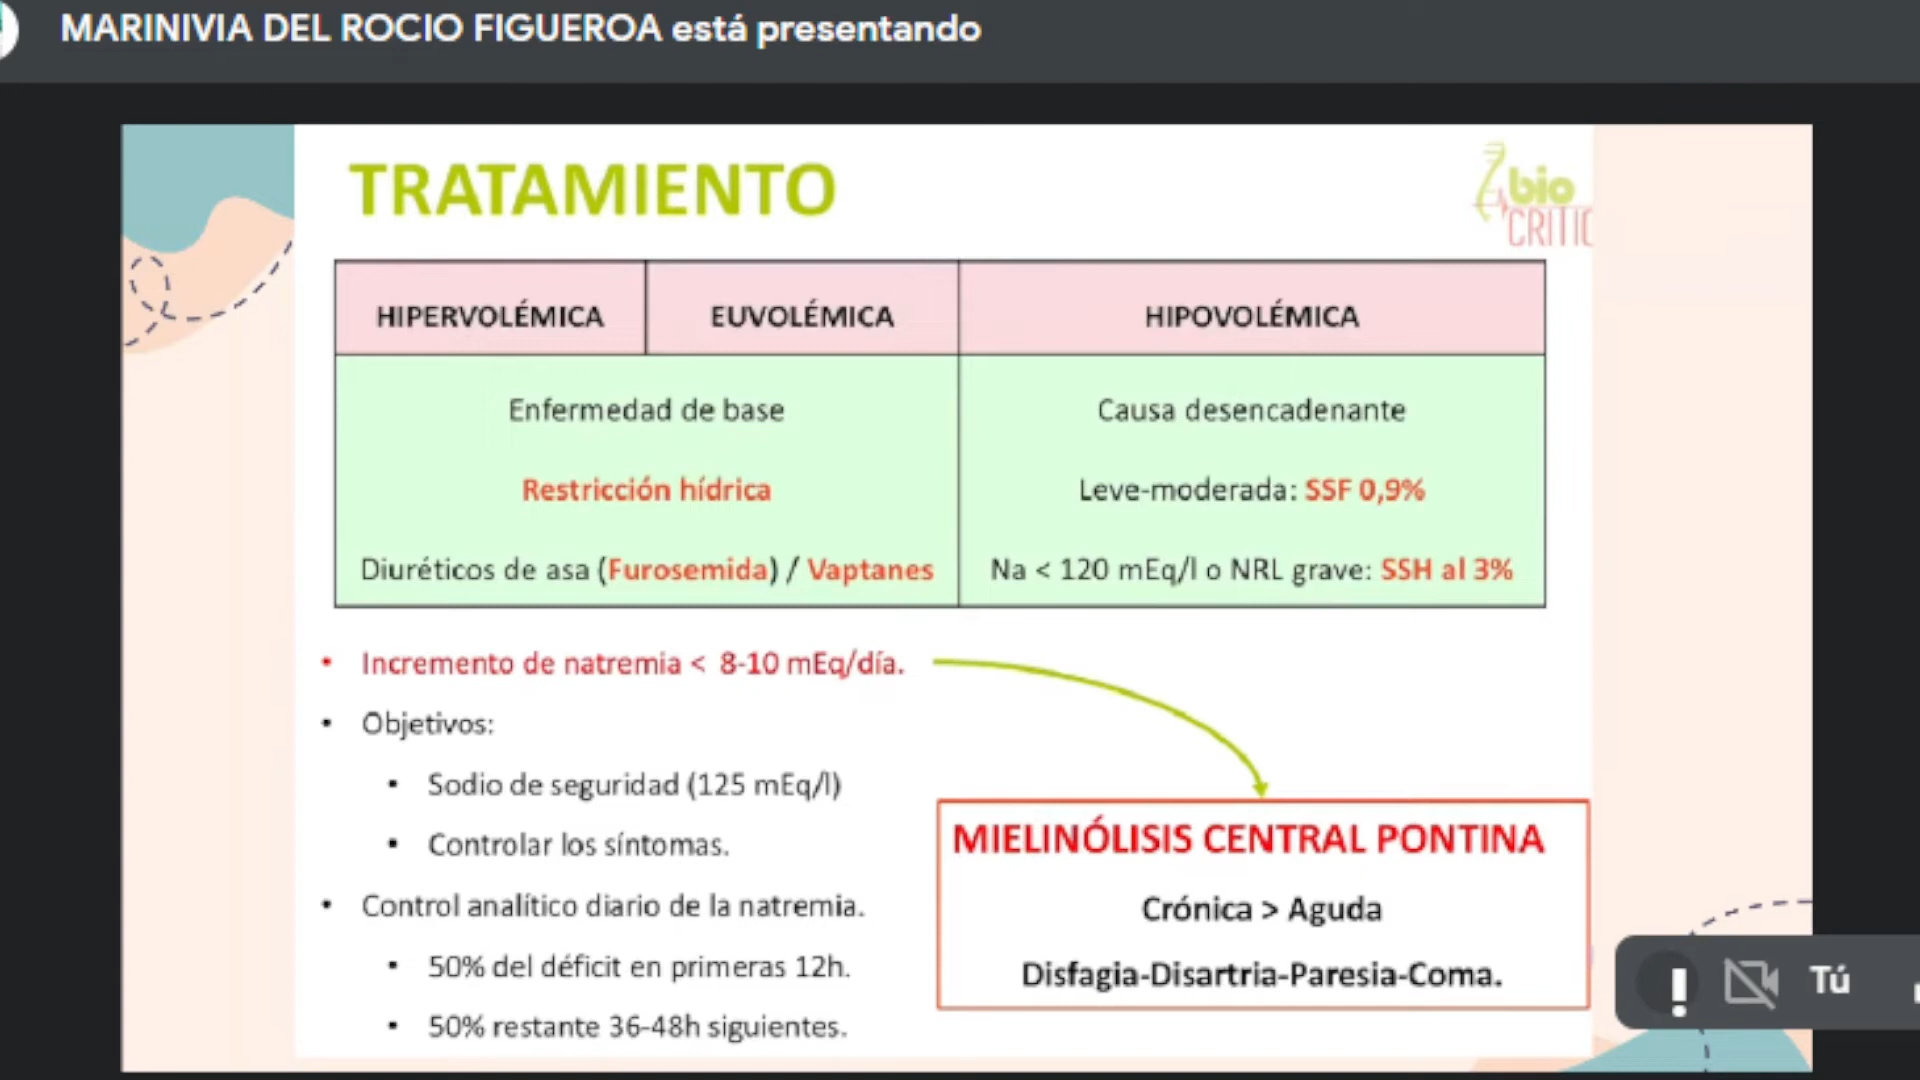 MARINIVIA DEL ROCIO FIGUEROA está presentando
TRATAMIENTO
bio
CRITIC
HIPERVOLÉMICA
EUVOLÉMICA
HIPOVOLÉMICA
Enfermedad de base
Restricción hídrica
Diuréticos de asa (Furosemida) / Vaptanes
Causa desencadenante
Leve-moderada: SSF 0,9%
Na < 120 mEq/l o NRL grave: SSH al 3%
• Incremento de natremia < 8-10 mEq/día.
• Objetivos:
• Sodio de seguridad (125 mEq/l)
• Controlar los síntomas.
• Control analítico diario de la natremia.
• 50% del déficit en primeras 12h.
• 50% restante 36-48h siguientes.
MIELINÓLISIS CENTRAL PONTINA
Crónica > Aguda
Disfagia-Disartria-Paresia-Coma.
Tú